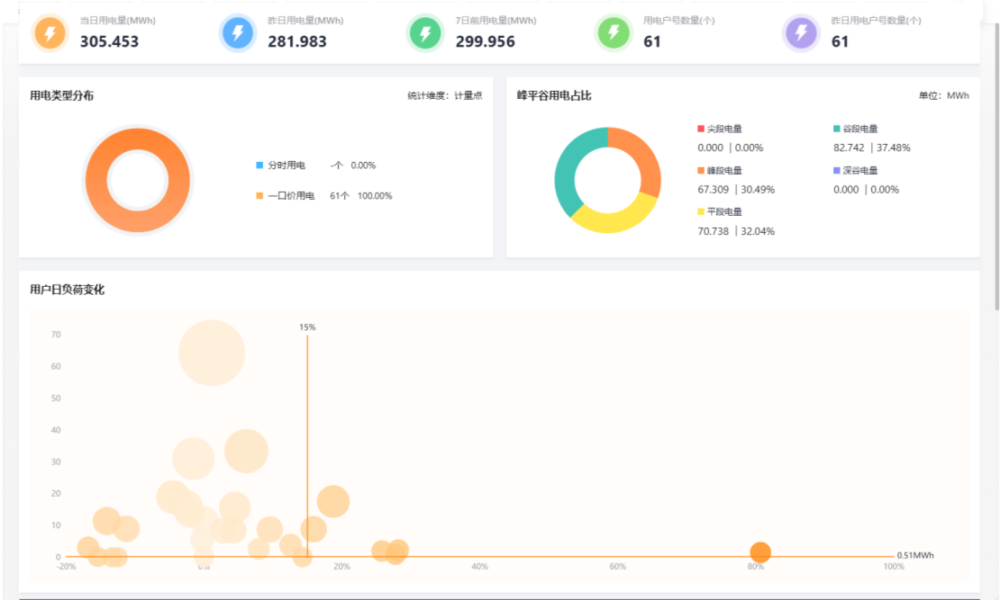 当日用电量(MWh)
305.453
昨日用电量(MWh)
281.983
7日前用电量(MWh)
299.956
用电户号数量(个)
61
昨日用电户号数量(个)
61
用电类型分布
统计维度：计量点
分时用电 -个 0.00%
一口价用电 61个 100.00%
峰平谷用电占比
单位：MWh
尖段电量
0.000 | 0.00%
谷段电量
82.742 | 37.48%
峰段电量
67.309 | 30.49%
深谷电量
0.000 | 0.00%
平段电量
70.738 | 32.04%
用户日负荷变化
15%
70
60
50
40
30
20
10
0
0.51MWh
-20% 0% 20% 40% 60% 80% 100%